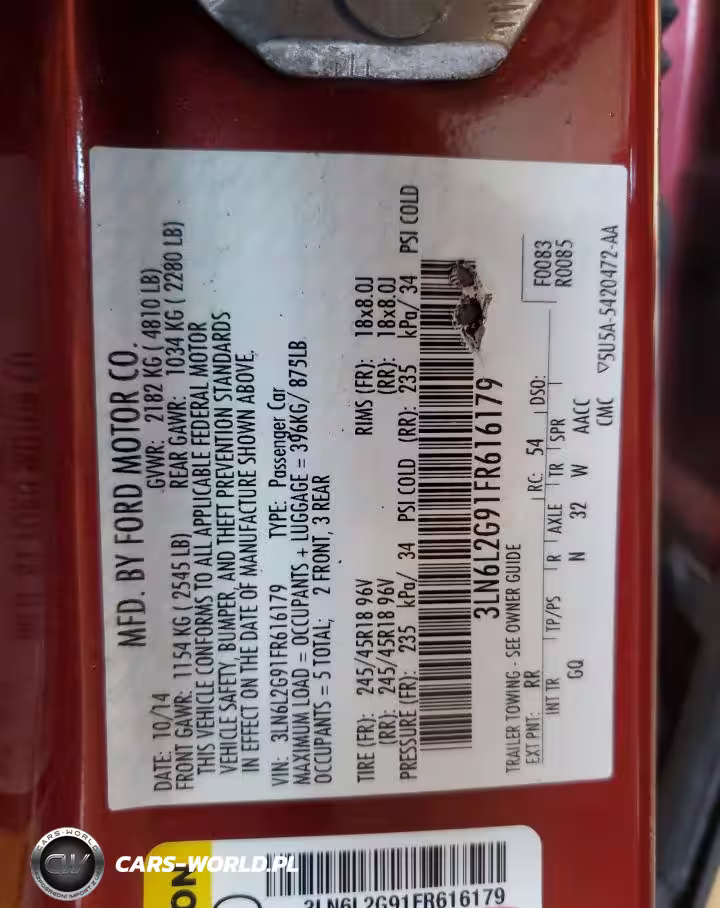 MFD. BY FORD MOTOR CO.
DATE: 10/14 GVWR: 2182 KG ( 4810 LB)
FRONT GAWR: 1154 KG ( 2545 LB) REAR GAWR: 1034 KG ( 2280 LB)
THIS VEHICLE CONFORMS TO ALL APPLICABLE FEDERAL MOTOR
VEHICLE SAFETY, BUMPER, AND THEFT PREVENTION STANDARDS
IN EFFECT ON THE DATE OF MANUFACTURE SHOWN ABOVE.
VIN: 3LN6L2G91FR616179 TYPE: Passenger Car
MAXIMUM LOAD = OCCUPANTS + LUGGAGE = 396KG/ 875LB
OCCUPANTS = 5 TOTAL; 2 FRONT, 3 REAR
TIRE (FR): 245/45R18 96V RIMS (FR): 18x8.0J
(RR): 245/45R18 96V (RR): 18x8.0J
PRESSURE (FR): 235 kPa/ 34 PSI COLD (RR): 235 kPa/ 34 PSI COLD
3LN6L2G91FR616179
TRAILER TOWING - SEE OWNER GUIDE F0083
EXT PNT: RR RC: 54 DSO: R0085
INT TR TP/PS R AXLE TR SPR
GQ N 32 W AACC
CMC ▽5U5A-5420472-AA
ON
3LN6L2G91FR616179
CARS-WORLD
CW
CARS-WORLD.PL